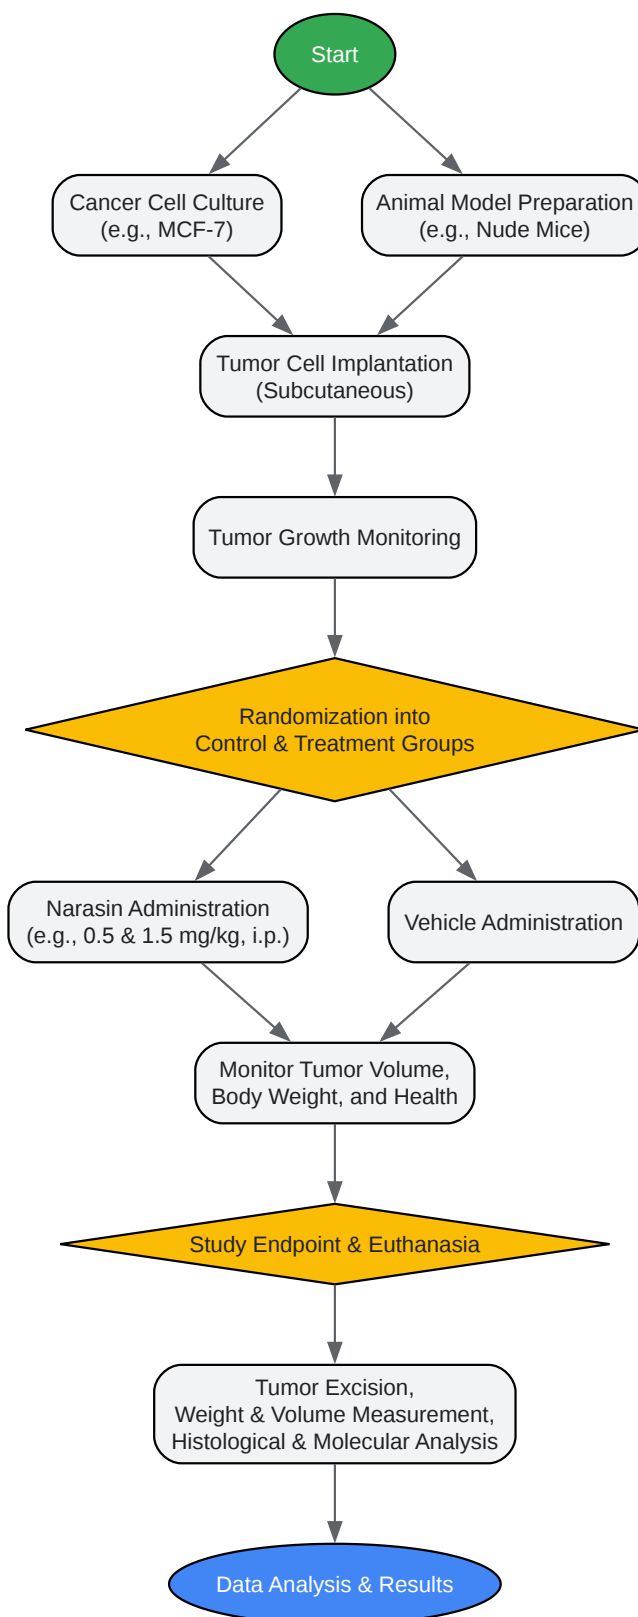 Start
Cancer Cell Culture
(e.g., MCF-7)
Animal Model Preparation
(e.g., Nude Mice)
Tumor Cell Implantation
(Subcutaneous)
Tumor Growth Monitoring
Randomization into
Control & Treatment Groups
Narasin Administration
(e.g., 0.5 & 1.5 mg/kg, i.p.)
Vehicle Administration
Monitor Tumor Volume,
Body Weight, and Health
Study Endpoint & Euthanasia
Tumor Excision,
Weight & Volume Measurement,
Histological & Molecular Analysis
Data Analysis & Results